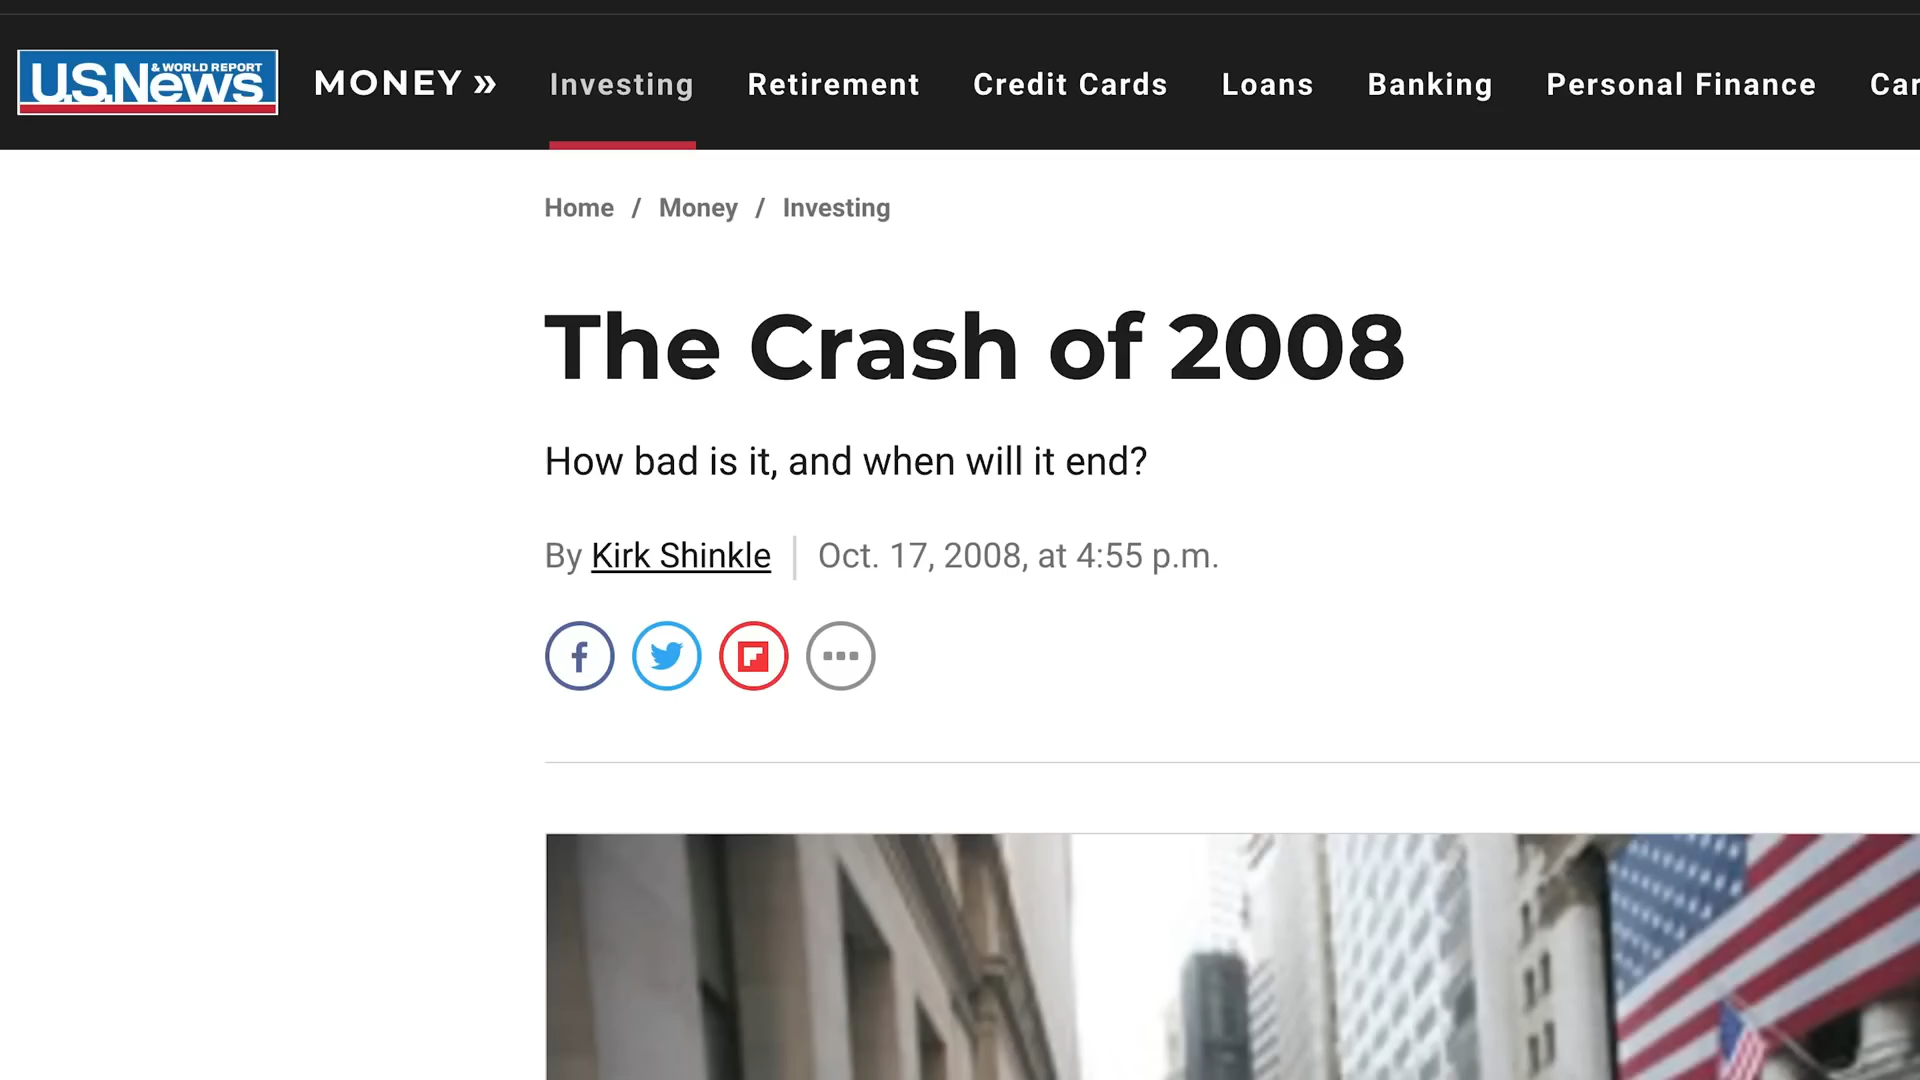 U.S.News & WORLD REPORT
MONEY » Investing Retirement Credit Cards Loans Banking Personal Finance Car
Home / Money / Investing
The Crash of 2008
How bad is it, and when will it end?
By Kirk Shinkle | Oct. 17, 2008, at 4:55 p.m.